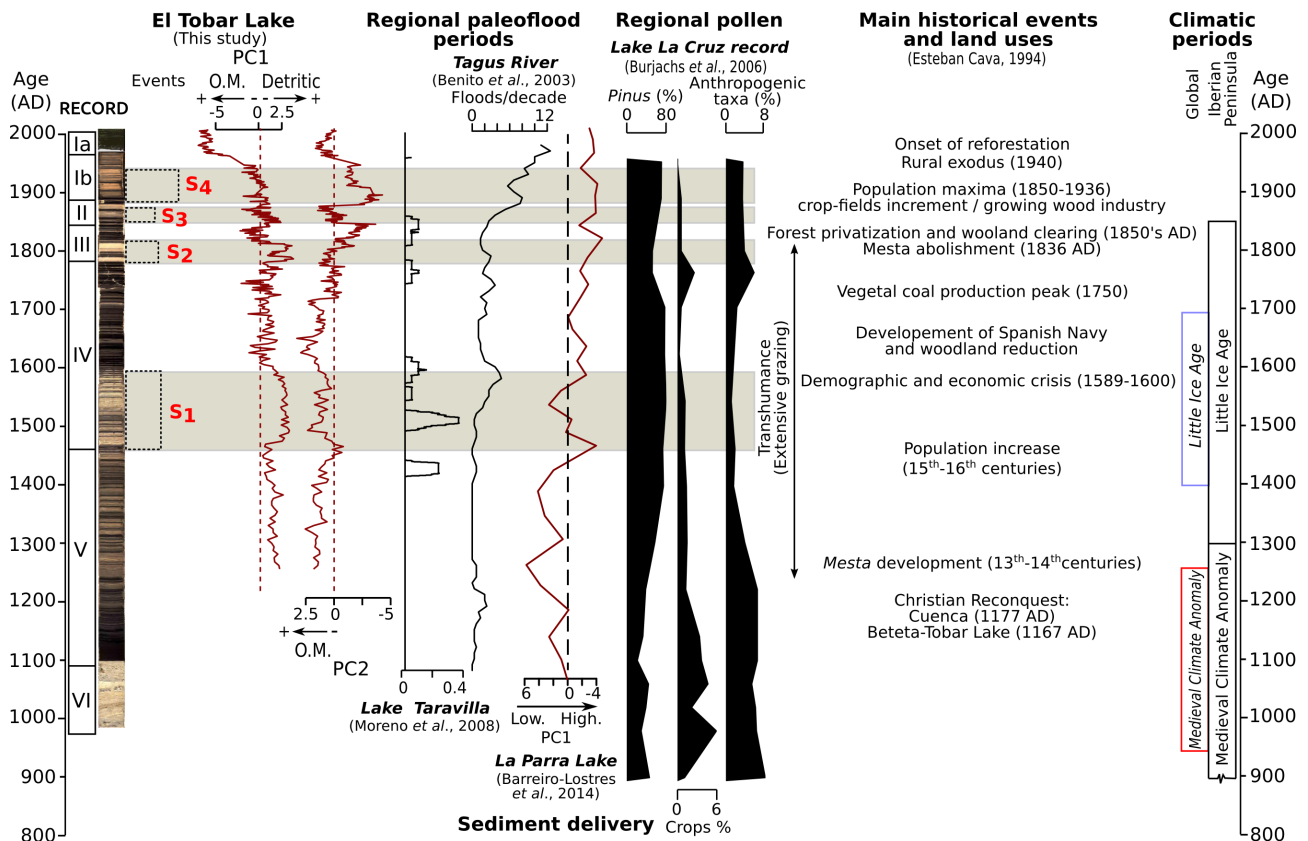 El Tobar Lake
(This study)
PC1
Events
O.M.
Detritic
+
-
-
+
-5
0
2.5
Age
(AD)
RECORD
Regional paleoflood
periods
Tagus River
(Benito et al., 2003)
Floods/decade
0
12
Regional pollen
Lake La Cruz record
(Burjachs et al., 2006)
Pinus (%)
Anthropogenic
taxa (%)
0
80
0
8
Main historical events
and land uses
(Esteban Cava, 1994)
Climatic
periods
Global
Iberian
Peninsula
Age
(AD)
2000
1900
1800
1700
1600
1500
1400
1300
1200
1100
1000
900
800
Ia
Ib
II
III
IV
V
VI
S4
S3
S2
S1
2.5
0
-5
+
-
O.M.
PC2
0
0.4
Lake Taravilla
(Moreno et al., 2008)
6
0
-4
Low.
High.
PC1
La Parra Lake
(Barreiro-Lostres
et al., 2014)
Sediment delivery
0
6
Crops %
Transhumance
(Extensive grazing)
Onset of reforestation
Rural exodus (1940)
Population maxima (1850-1936)
crop-fields increment / growing wood industry
Forest privatization and wooland clearing (1850's AD)
Mesta abolishment (1836 AD)
Vegetal coal production peak (1750)
Developement of Spanish Navy
and woodland reduction
Demographic and economic crisis (1589-1600)
Population increase
(15th-16th centuries)
Mesta development (13th-14thcenturies)
Christian Reconquest:
Cuenca (1177 AD)
Beteta-Tobar Lake (1167 AD)
Little Ice Age
Medieval Climate Anomaly
Little Ice Age
Medieval Climate Anomaly
2000
1900
1800
1700
1600
1500
1400
1300
1200
1100
1000
900
800